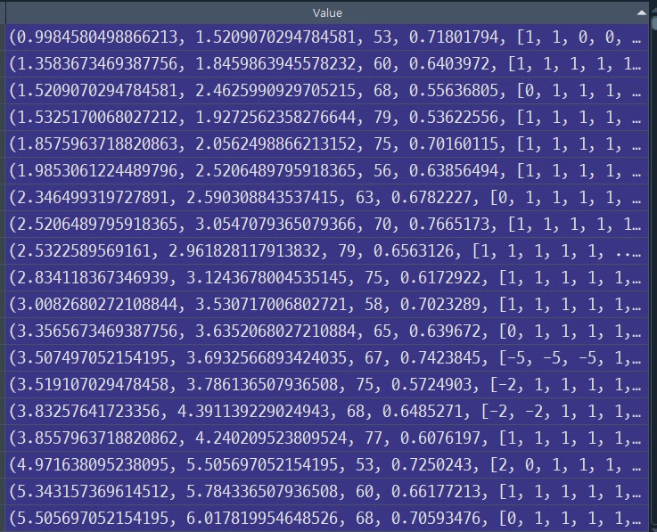 Value
(0.9984580498866213, 1.5209070294784581, 53, 0.71801794, [1, 1, 0, 0, …
(1.3583673469387756, 1.8459863945578232, 60, 0.6403972, [1, 1, 1, 1, 1…
(1.5209070294784581, 2.4625990929705215, 68, 0.55636805, [0, 1, 1, 1, …
(1.5325170068027212, 1.9272562358276644, 79, 0.53622556, [1, 1, 1, 1, …
(1.8575963718820863, 2.0562498866213152, 75, 0.70160115, [1, 1, 1, 1, …
(1.9853061224489796, 2.5206489795918365, 56, 0.63856494, [1, 1, 1, 1, …
(2.346499319727891, 2.590308843537415, 63, 0.6782227, [0, 1, 1, 1, 1, …
(2.5206489795918365, 3.0547079365079366, 70, 0.7665173, [1, 1, 1, 1, 1…
(2.5322589569161, 2.961828117913832, 79, 0.6563126, [1, 1, 1, 1, 1, ..…
(2.834118367346939, 3.1243678004535145, 75, 0.6172922, [1, 1, 1, 1, 1,…
(3.0082680272108844, 3.530717006802721, 58, 0.7023289, [1, 1, 1, 1, 1,…
(3.3565673469387756, 3.6352068027210884, 65, 0.639672, [0, 1, 1, 1, 1,…
(3.507497052154195, 3.6932566893424035, 67, 0.7423845, [-5, -5, -5, 1,…
(3.519107029478458, 3.786136507936508, 75, 0.5724903, [-2, 1, 1, 1, 1,…
(3.83257641723356, 4.391139229024943, 68, 0.6485271, [-2, -2, 1, 1, 1,…
(3.8557963718820862, 4.240209523809524, 77, 0.6076197, [1, 1, 1, 1, 1,…
(4.971638095238095, 5.505697052154195, 53, 0.7250243, [2, 0, 1, 1, 1, …
(5.343157369614512, 5.784336507936508, 60, 0.66177213, [1, 1, 1, 1, 1,…
(5.505697052154195, 6.017819954648526, 68, 0.70593476, [0, 1, 1, 1, 1,…